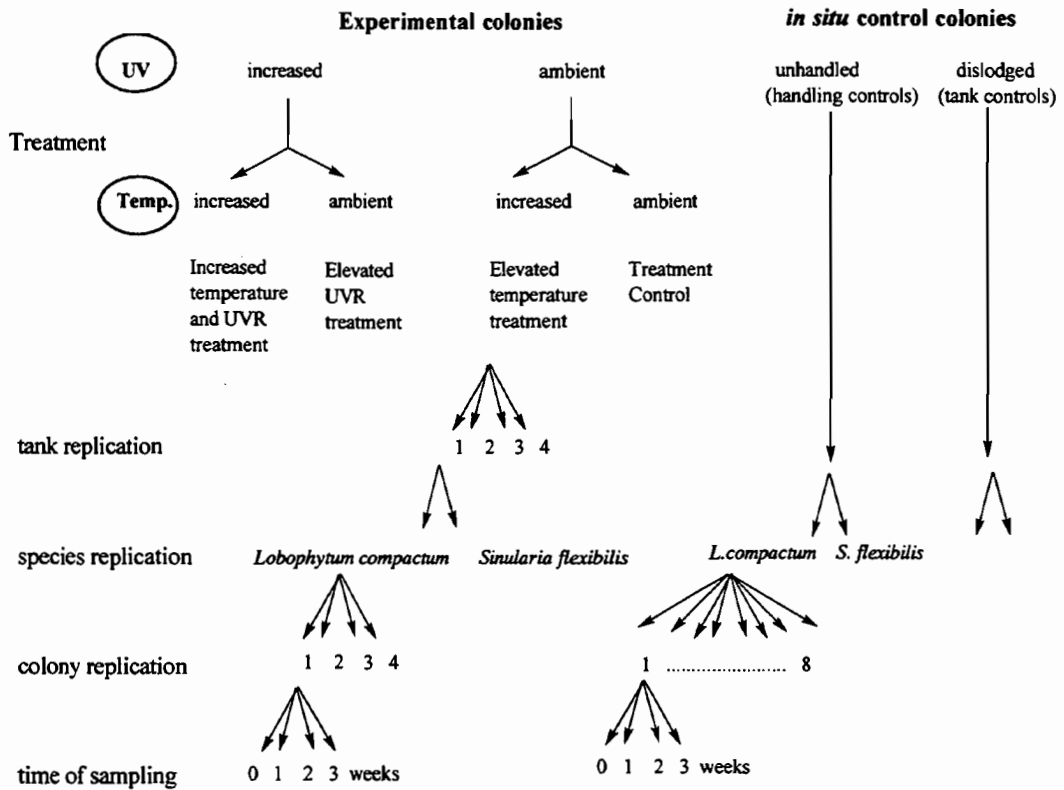 Experimental colonies
in situ control colonies
UV
increased
ambient
unhandled
(handling controls)
dislodged
(tank controls)
Treatment
Temp.
increased
ambient
increased
ambient
Increased
temperature
and UVR
treatment
Elevated
UVR
treatment
Elevated
temperature
treatment
Treatment
Control
tank replication
1 2 3 4
species replication
Lobophytum compactum
Sinularia flexibilis
L.compactum
S. flexibilis
colony replication
1 2 3 4
1 ........................ 8
time of sampling
0 1 2 3 weeks
0 1 2 3 weeks